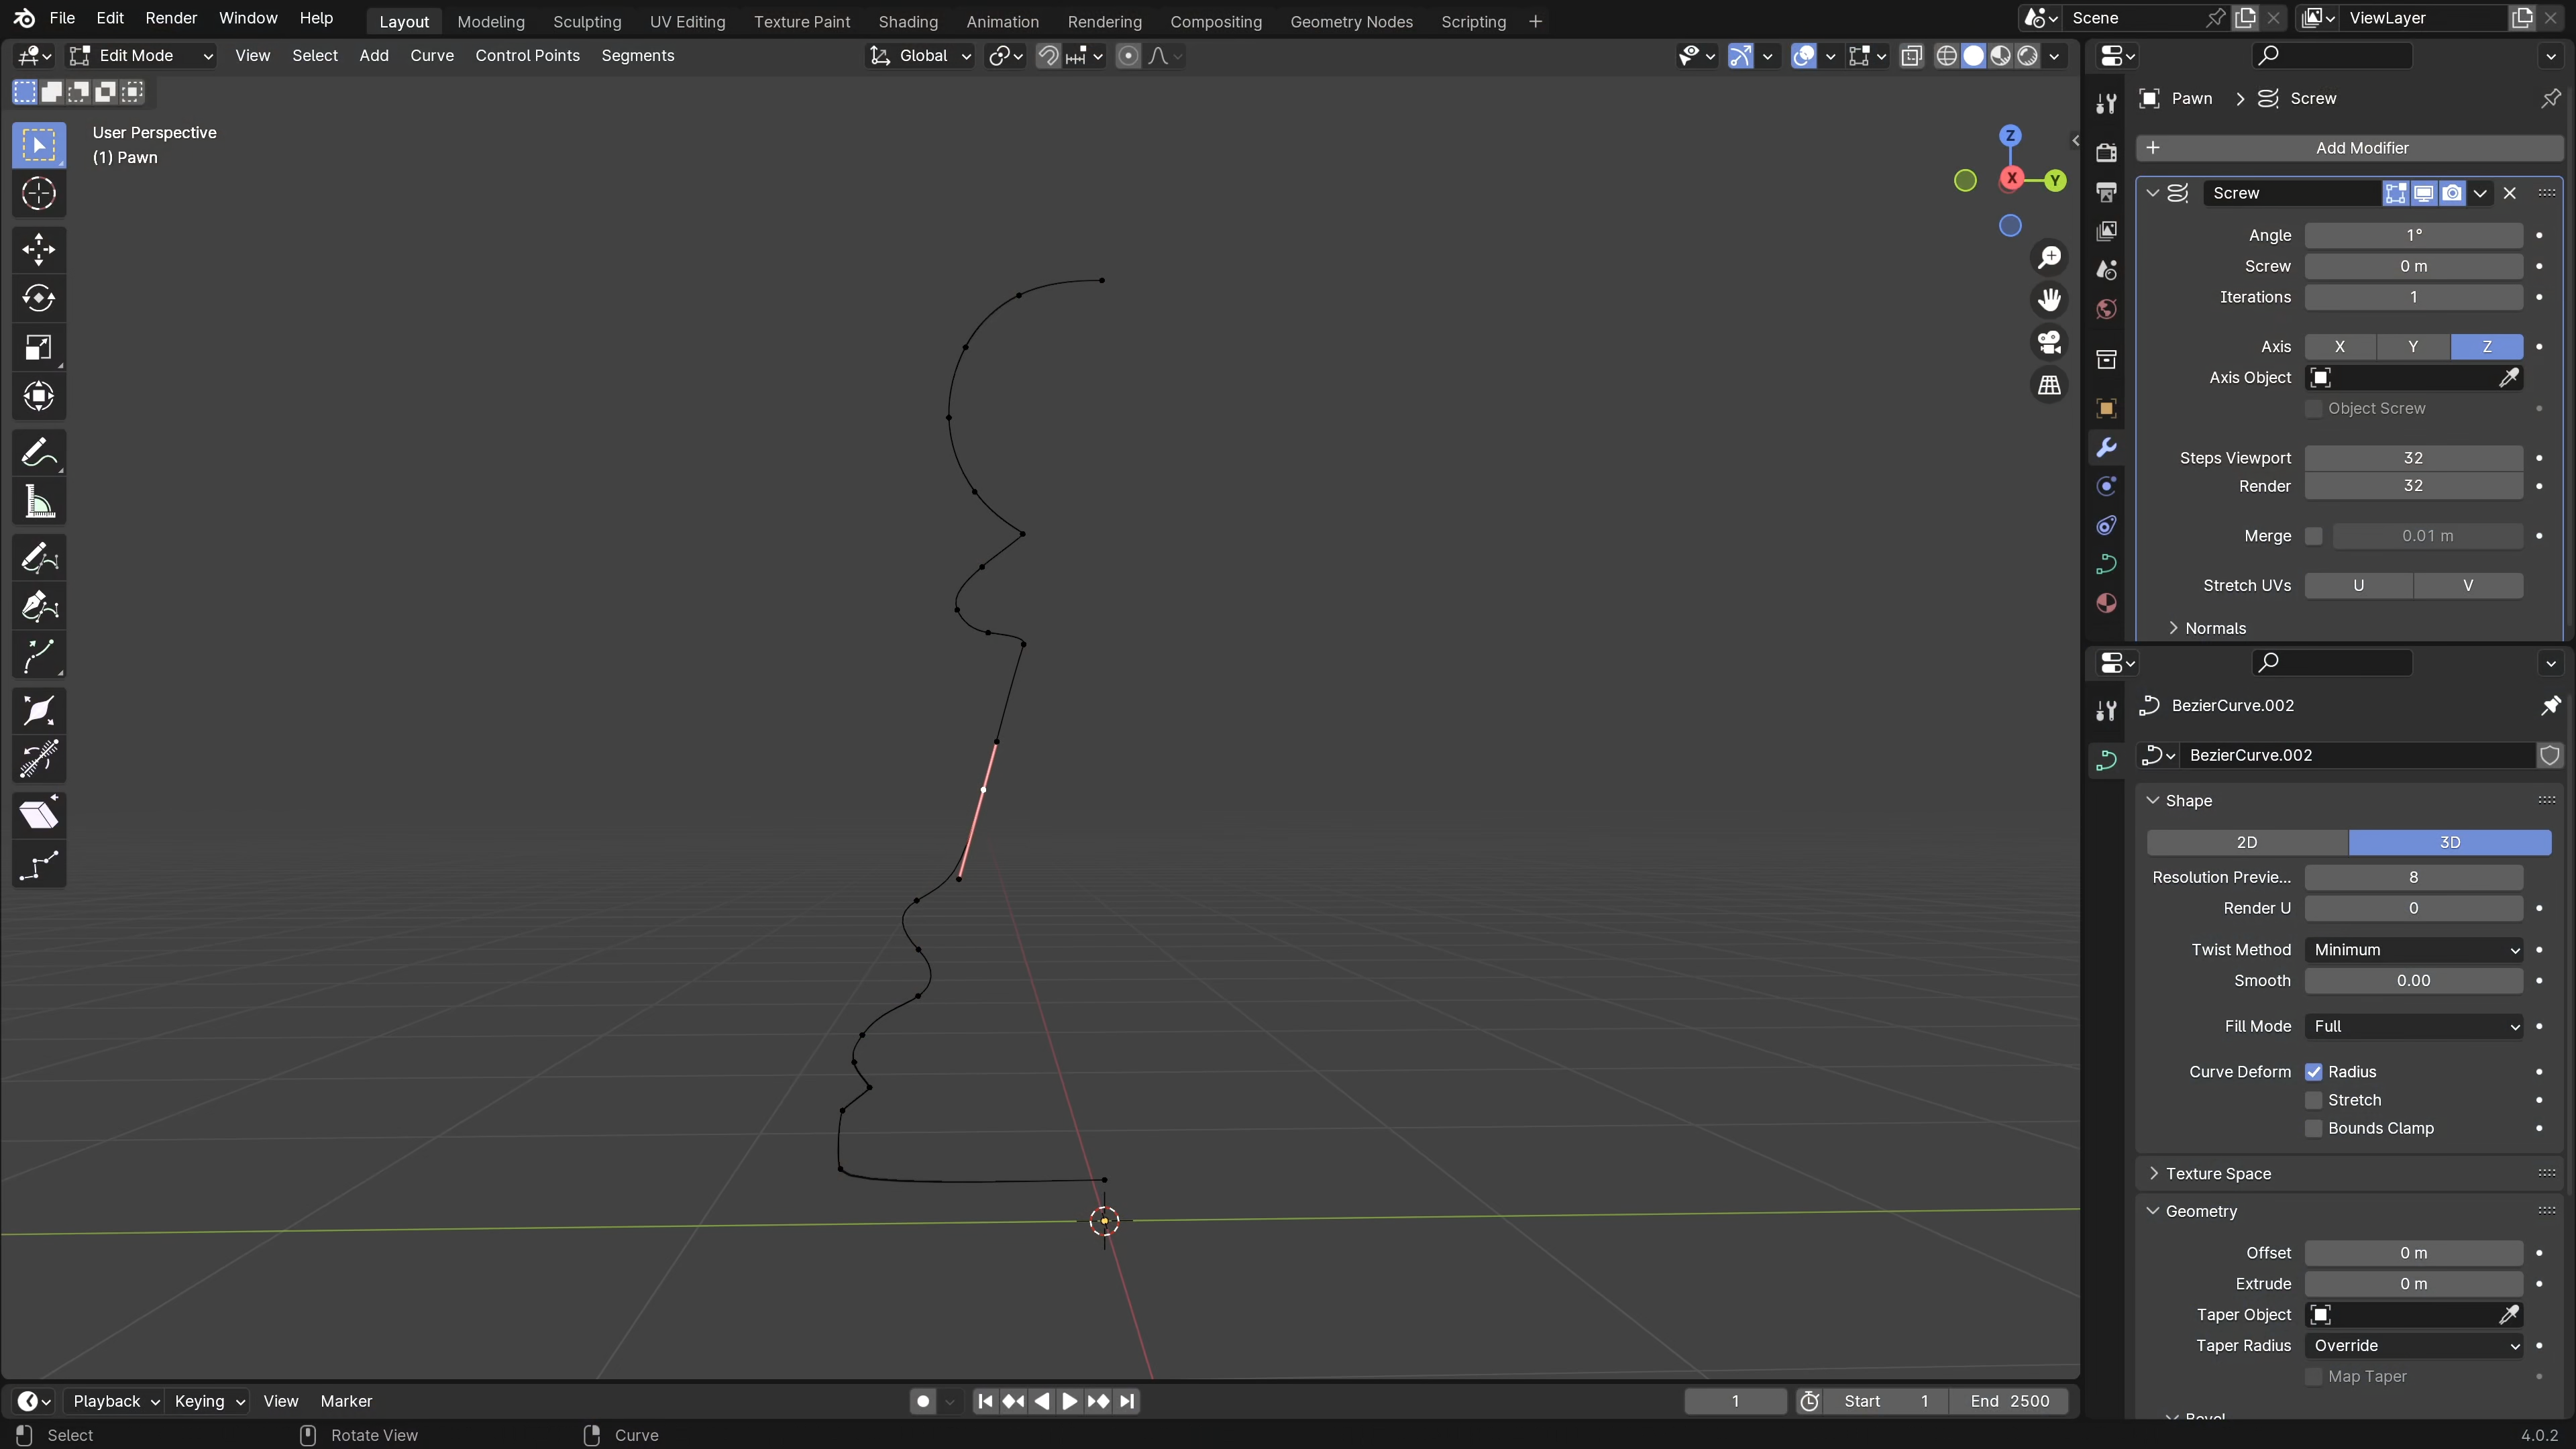 File Edit Render Window Help Layout Modeling Sculpting UV Editing Texture Paint Shading Animation Rendering Compositing Geometry Nodes Scripting + Scene ViewLayer
Edit Mode View Select Add Curve Control Points Segments Global
User Perspective
(1) Pawn
Z
X
Y
Pawn > Screw
+ Add Modifier
Screw
Angle 1°
Screw 0 m
Iterations 1
Axis X Y Z
Axis Object
Object Screw
Steps Viewport 32
Render 32
Merge 0.01 m
Stretch UVs U V
Normals
BezierCurve.002
BezierCurve.002
Shape
2D 3D
Resolution Previe... 8
Render U 0
Twist Method Minimum
Smooth 0.00
Fill Mode Full
Curve Deform Radius
Stretch
Bounds Clamp
Texture Space
Geometry
Offset 0 m
Extrude 0 m
Taper Object
Taper Radius Override
Map Taper
Bevel
Playback Keying View Marker 1 Start 1 End 2500
Select Rotate View Curve 4.0.2